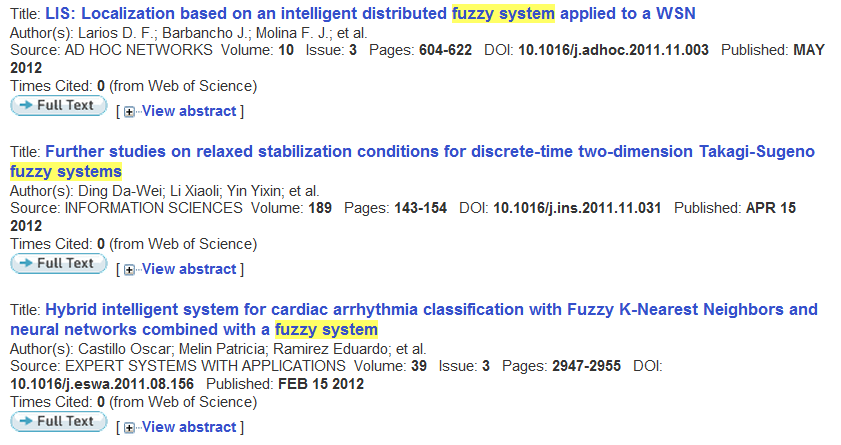 Title: LIS: Localization based on an intelligent distributed fuzzy system applied to a WSN
Author(s): Larios D. F.; Barbancho J.; Molina F. J.; et al.
Source: AD HOC NETWORKS Volume: 10 Issue: 3 Pages: 604-622 DOI: 10.1016/j.adhoc.2011.11.003 Published: MAY
2012
Times Cited: 0 (from Web of Science)
Full Text [ View abstract ]
Title: Further studies on relaxed stabilization conditions for discrete-time two-dimension Takagi-Sugeno
fuzzy systems
Author(s): Ding Da-Wei; Li Xiaoli; Yin Yixin; et al.
Source: INFORMATION SCIENCES Volume: 189 Pages: 143-154 DOI: 10.1016/j.ins.2011.11.031 Published: APR 15
2012
Times Cited: 0 (from Web of Science)
Full Text [ View abstract ]
Title: Hybrid intelligent system for cardiac arrhythmia classification with Fuzzy K-Nearest Neighbors and
neural networks combined with a fuzzy system
Author(s): Castillo Oscar; Melin Patricia; Ramirez Eduardo; et al.
Source: EXPERT SYSTEMS WITH APPLICATIONS Volume: 39 Issue: 3 Pages: 2947-2955 DOI:
10.1016/j.eswa.2011.08.156 Published: FEB 15 2012
Times Cited: 0 (from Web of Science)
Full Text [ View abstract ]